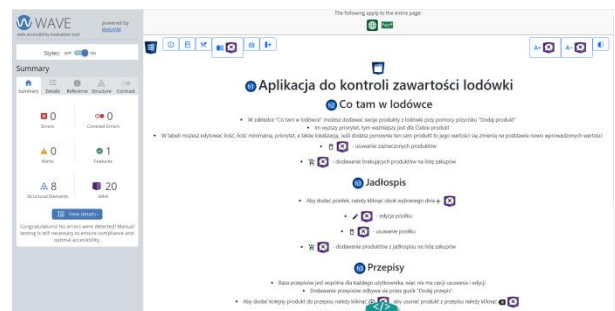 The following apply to the entire page:
WAVE
web accessibility evaluation tool
powered by
WebAIM
Styles: OFF ON
Summary
Summary Details Reference Structure Contrast
0
Errors
0
Contrast Errors
0
Alerts
1
Features
8
Structural Elements
20
ARIA
View details
Congratulations! No errors were detected! Manual
testing is still necessary to ensure compliance and
optimal accessibility.
A+ A-
h1 Aplikacja do kontroli zawartości lodówki
h2 Co tam w lodówce
W zakładce "Co tam w lodówce" możesz dodawać swoje produkty z lodówki przy pomocy przycisku "Dodaj produkt"
Im wyższy priorytet, tym ważniejszy jest dla Ciebie produkt
W tabeli możesz edytować ilość, ilość minimalną, priorytet, a także lokalizację. Jeśli dodasz ponownie ten sam produkt to jego wartości się zmienią na podstawie nowo wprowadzonych wartości
- usuwanie zaznaczonych produktów
- dodawanie brakujących produktów na listę zakupów
Jadłospis
Aby dodać posiłek, należy kliknąć obok wybranego dnia +
- edycja posiłku
- usuwanie posiłku
- dodawanie produktów z jadłospisu na listę zakupów
Przepisy
Baza przepisów jest wspólna dla każdego użytkownika, więc nie ma opcji usuwania i edycji
Dodawanie przepisów odbywa się przez guzik "Dodaj przepis".
Aby dodać kolejny produkt do przepisu należy kliknąć aby usunąć produkt z przepisu należy kliknąć
</>